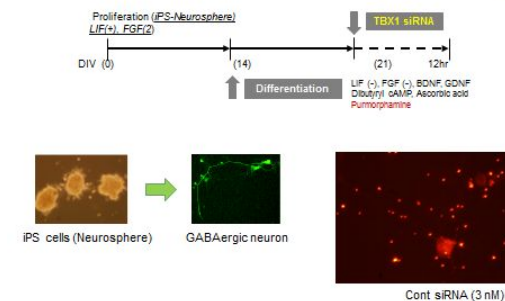 Proliferation (iPS-Neurosphere)
LIF(+), FGF(2)
TBX1 siRNA
DIV (0)
(14)
(21)
12hr
Differentiation
LIF (-), FGF (-), BDNF, GDNF
Dibutyryl cAMP, Ascorbic acid
Purmorphamine
iPS cells (Neurosphere)
GABAergic neuron
Cont siRNA (3 nM)